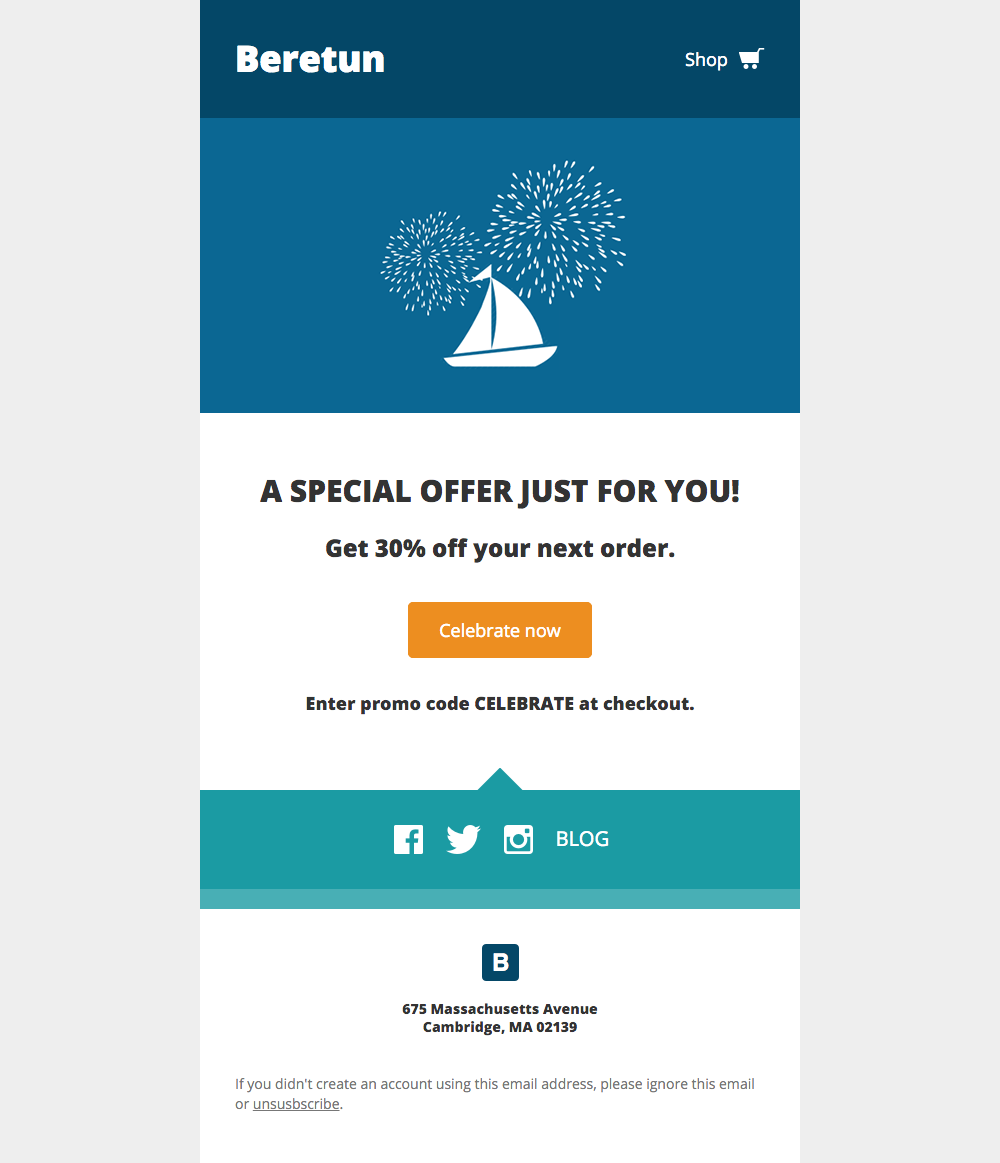 Beretun
Shop
A SPECIAL OFFER JUST FOR YOU!
Get 30% off your next order.
Celebrate now
Enter promo code CELEBRATE at checkout.
BLOG
B
675 Massachusetts Avenue
Cambridge, MA 02139
If you didn't create an account using this email address, please ignore this email
or unsusbscribe.